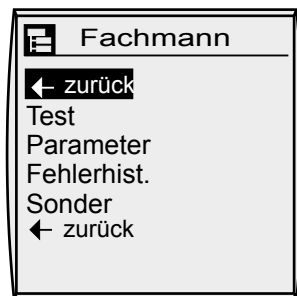 Fachmann
← zurück
Test
Parameter
Fehlerhist.
Sonder
← zurück